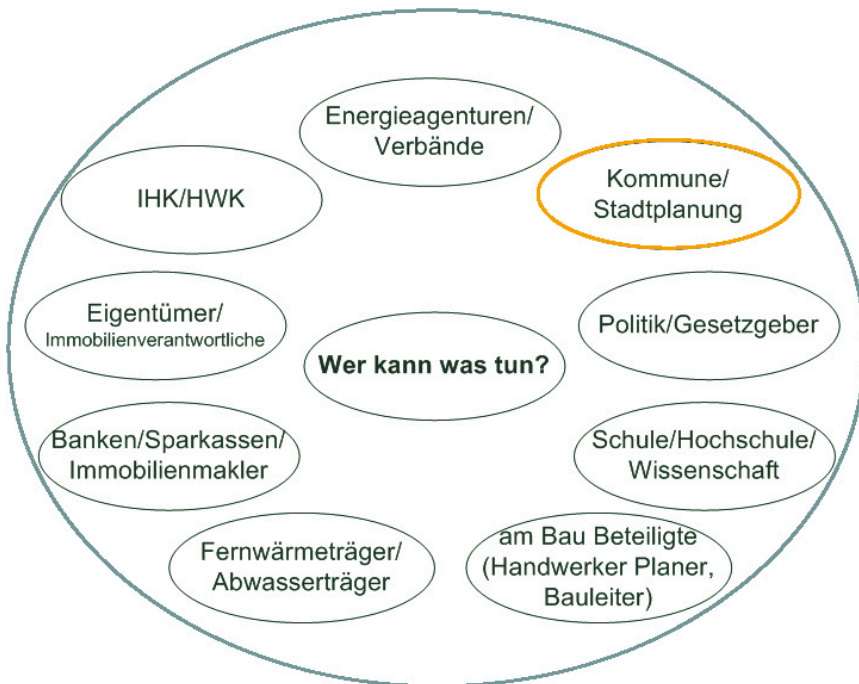 Energieagenturen/
Verbände
Kommune/
Stadtplanung
IHK/HWK
Eigentümer/
Immobilienverantwortliche
Politik/Gesetzgeber
Wer kann was tun?
Banken/Sparkassen/
Immobilienmakler
Schule/Hochschule/
Wissenschaft
Fernwärmeträger/
Abwasserträger
am Bau Beteiligte
(Handwerker Planer,
Bauleiter)